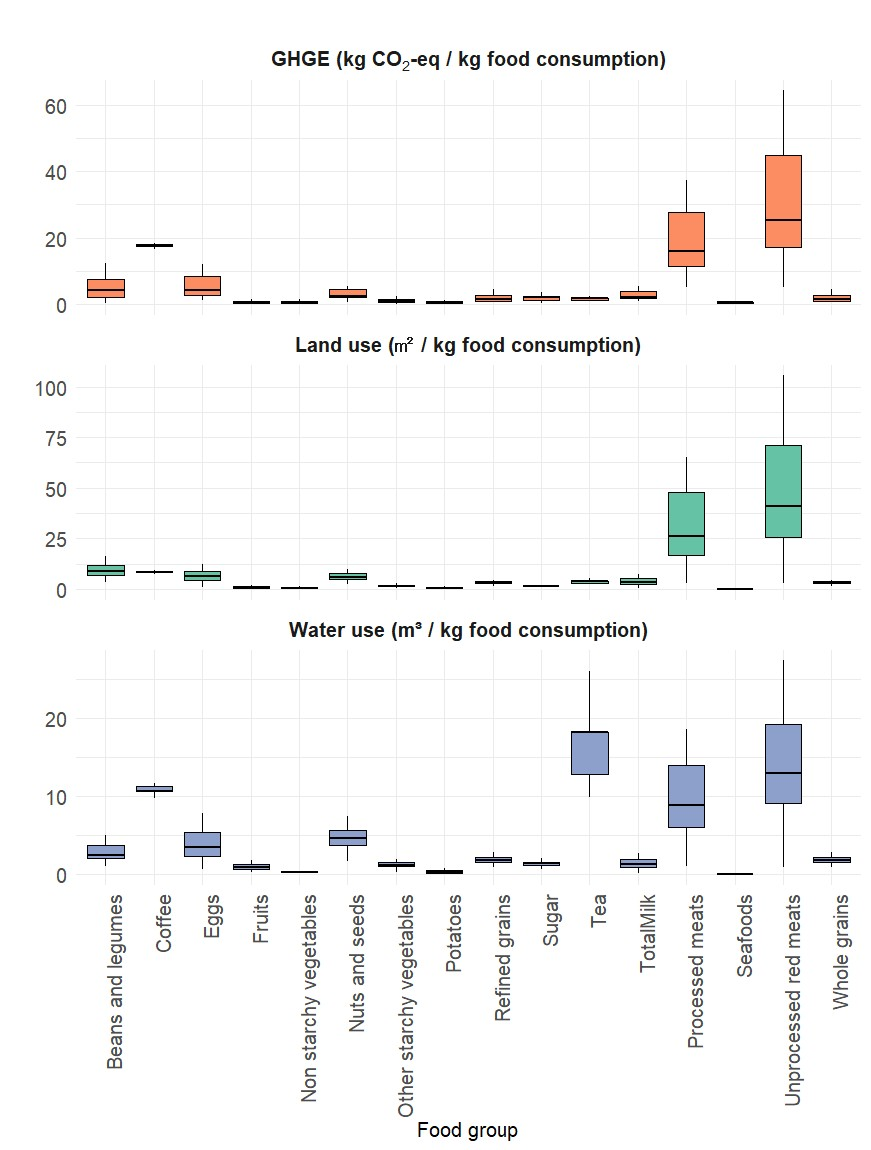 GHGE (kg CO₂-eq / kg food consumption)
60
40
20
0
Land use (m² / kg food consumption)
100
75
50
25
0
Water use (m³ / kg food consumption)
20
10
0
Beans and legumes
Coffee
Eggs
Fruits
Non starchy vegetables
Nuts and seeds
Other starchy vegetables
Potatoes
Refined grains
Sugar
Tea
TotalMilk
Processed meats
Seafoods
Unprocessed red meats
Whole grains
Food group